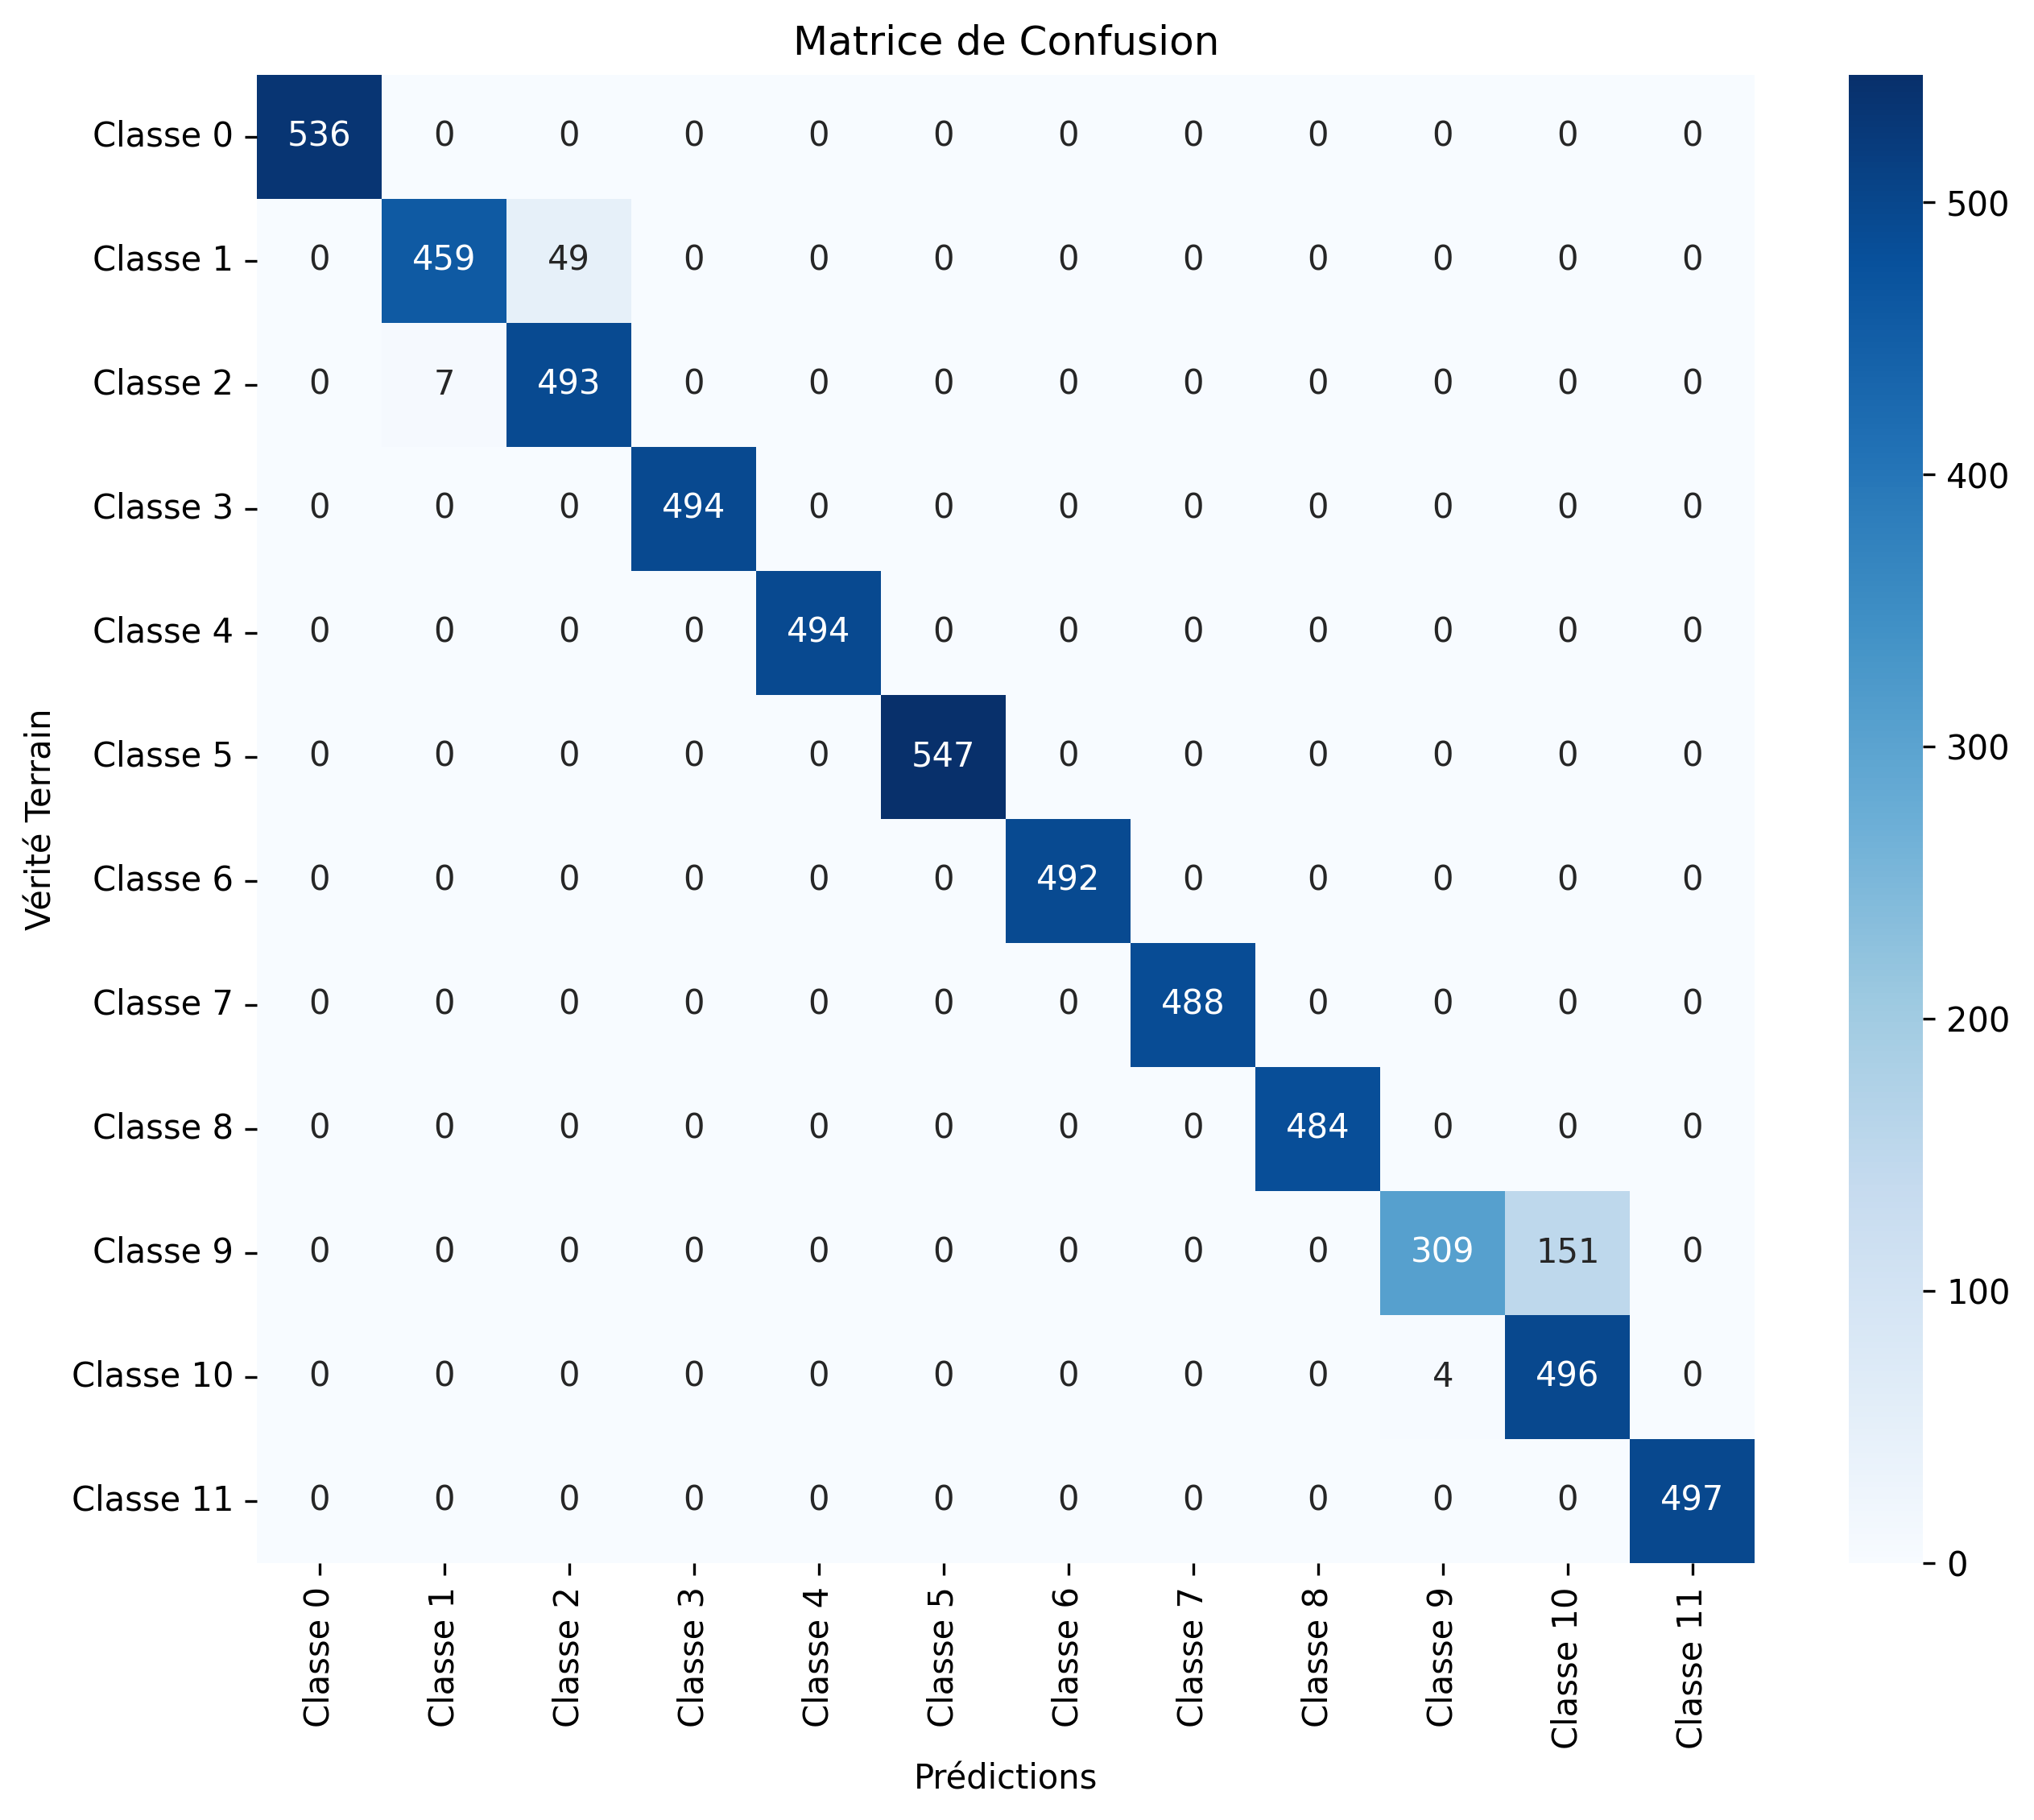 Matrice de Confusion
Classe 0 536 0 0 0 0 0 0 0 0 0 0 0
Classe 1 0 459 49 0 0 0 0 0 0 0 0 0
Classe 2 0 7 493 0 0 0 0 0 0 0 0 0
Classe 3 0 0 0 494 0 0 0 0 0 0 0 0
Classe 4 0 0 0 0 494 0 0 0 0 0 0 0
Classe 5 0 0 0 0 0 547 0 0 0 0 0 0
Classe 6 0 0 0 0 0 0 492 0 0 0 0 0
Classe 7 0 0 0 0 0 0 0 488 0 0 0 0
Classe 8 0 0 0 0 0 0 0 0 484 0 0 0
Classe 9 0 0 0 0 0 0 0 0 0 309 151 0
Classe 10 0 0 0 0 0 0 0 0 0 4 496 0
Classe 11 0 0 0 0 0 0 0 0 0 0 0 497
Classe 0 Classe 1 Classe 2 Classe 3 Classe 4 Classe 5 Classe 6 Classe 7 Classe 8 Classe 9 Classe 10 Classe 11
Prédictions
Vérité Terrain
500
400
300
200
100
0